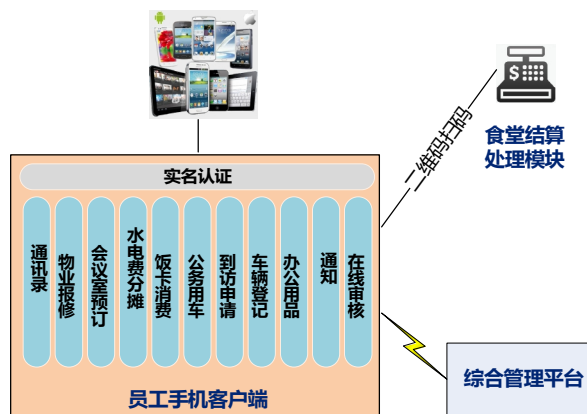 实名认证
通讯录
物业报修
会议室预订
水电费分摊
饭卡消费
公务用车
到访申请
车辆登记
办公用品
通知
在线审核
员工手机客户端
二维码扫码
$
食堂结算
处理模块
综合管理平台